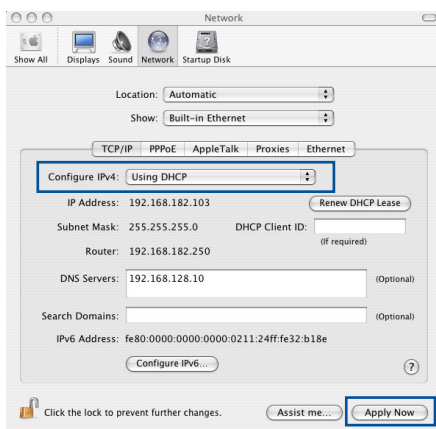 Network
Show All Displays Sound Network Startup Disk
Location: Automatic
Show: Built-in Ethernet
TCP/IP PPPoE AppleTalk Proxies Ethernet
Configure IPv4: Using DHCP
IP Address: 192.168.182.103 Renew DHCP Lease
Subnet Mask: 255.255.255.0 DHCP Client ID:
(If required)
Router: 192.168.182.250
DNS Servers: 192.168.128.10 (Optional)
Search Domains: (Optional)
IPv6 Address: fe80:0000:0000:0000:0211:24ff:fe32:b18e
Configure IPv6... ?
Click the lock to prevent further changes. Assist me... Apply Now